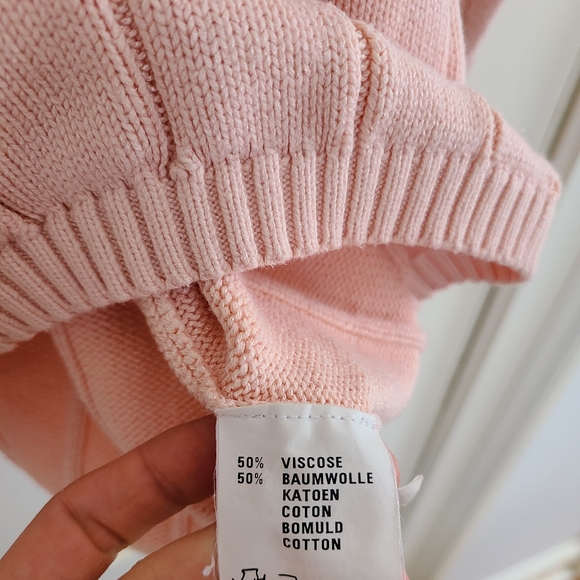 50% VISCOSE
50% BAUMWOLLE
KATOEN
COTON
BOMULD
COTTON